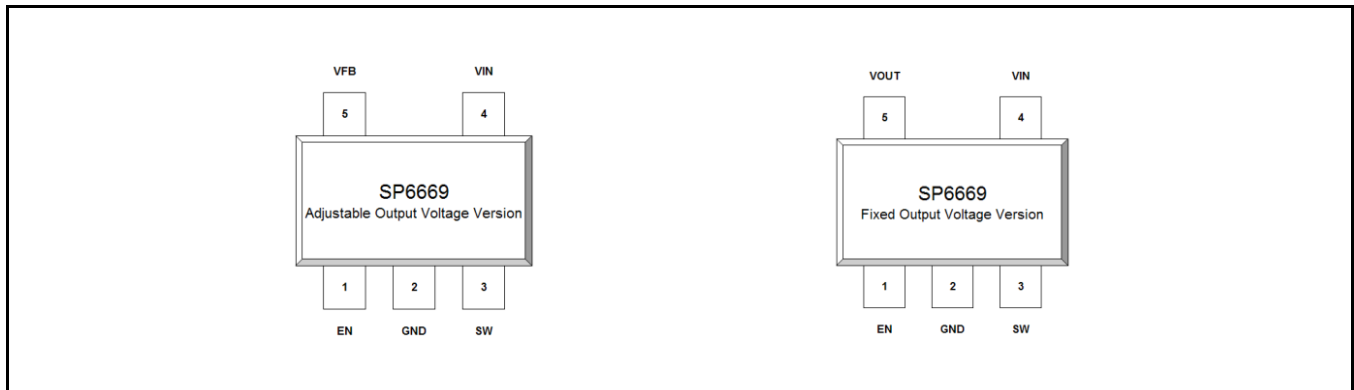 VFB VIN
5 4
SP6669
Adjustable Output Voltage Version
1 2 3
EN GND SW
VOUT VIN
5 4
SP6669
Fixed Output Voltage Version
1 2 3
EN GND SW